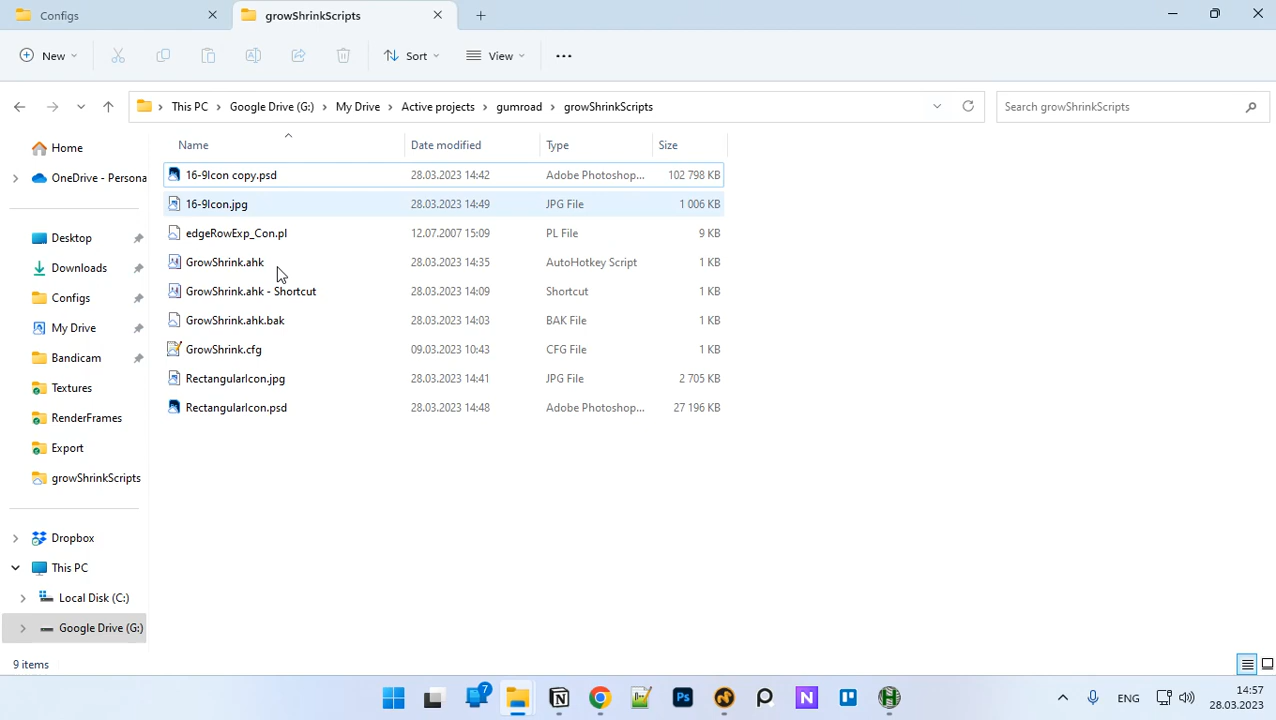 Configs
growShrinkScripts
New
Sort
View
This PC > Google Drive (G:) > My Drive > Active projects > gumroad > growShrinkScripts
Search growShrinkScripts
Name Date modified Type Size
16-9Icon copy.psd 28.03.2023 14:42 Adobe Photoshop... 102 798 KB
16-9Icon.jpg 28.03.2023 14:49 JPG File 1 006 KB
edgeRowExp_Con.pl 12.07.2007 15:09 PL File 9 KB
GrowShrink.ahk 28.03.2023 14:35 AutoHotkey Script 1 KB
GrowShrink.ahk - Shortcut 28.03.2023 14:09 Shortcut 1 KB
GrowShrink.ahk.bak 28.03.2023 14:03 BAK File 1 KB
GrowShrink.cfg 09.03.2023 10:43 CFG File 1 KB
RectangularIcon.jpg 28.03.2023 14:41 JPG File 2 705 KB
RectangularIcon.psd 28.03.2023 14:48 Adobe Photoshop... 27 196 KB
Home
OneDrive - Persona
Desktop
Downloads
Configs
My Drive
Bandicam
Textures
RenderFrames
Export
growShrinkScripts
Dropbox
This PC
Local Disk (C:)
Google Drive (G:)
9 items
7
Ps
N
ENG
14:57
28.03.2023